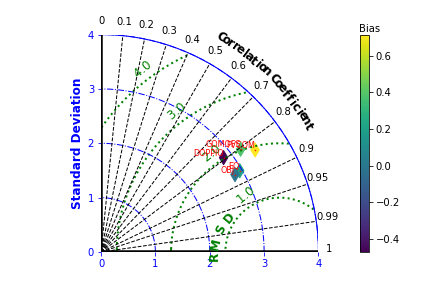 Bias
0 0.1 0.2 0.3 0.4 0.5 0.6 0.7 0.8 0.9 0.95 0.99 1
Correlation Coefficient
Standard Deviation
4
3
2
1
0
0 1 2 3 4
4.0
3.0
1.0
RMSD
0.6
0.4
0.2
0.0
−0.2
−0.4